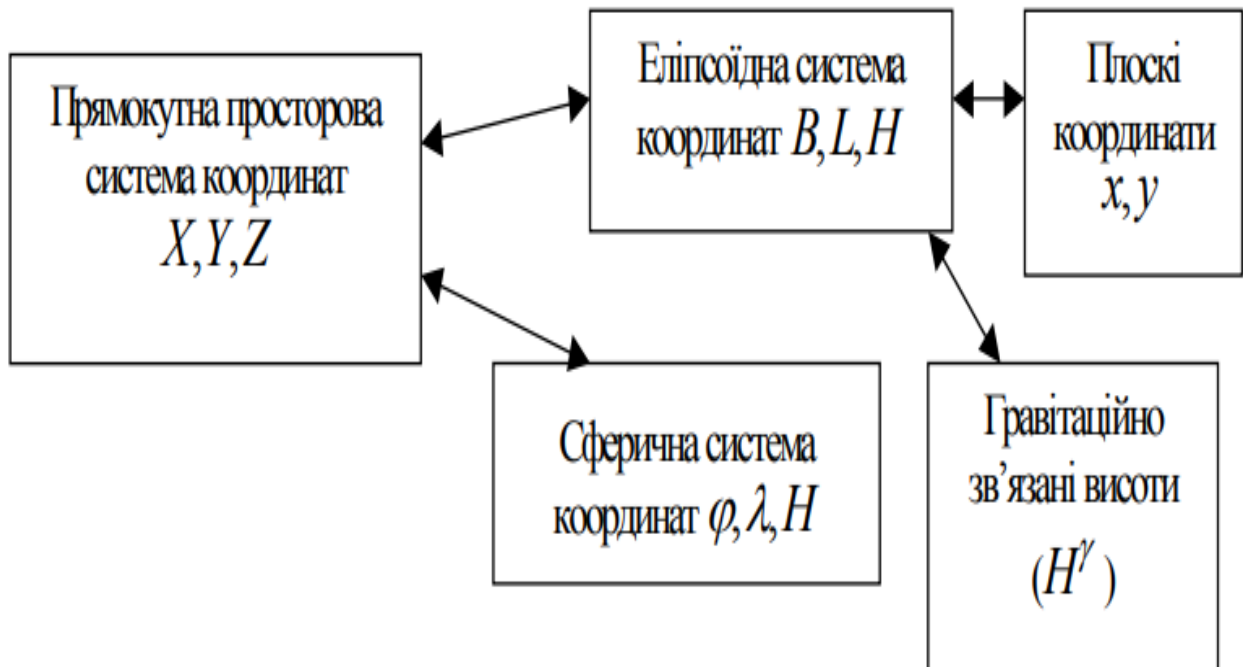 Прямокутна просторова
система координат
X, Y, Z
Еліпсоїдна система
координат B, L, H
Плоскі
координати
x, y
Сферична система
координат φ, λ, H
Гравітаційно
зв’язані висоти
(H^γ )